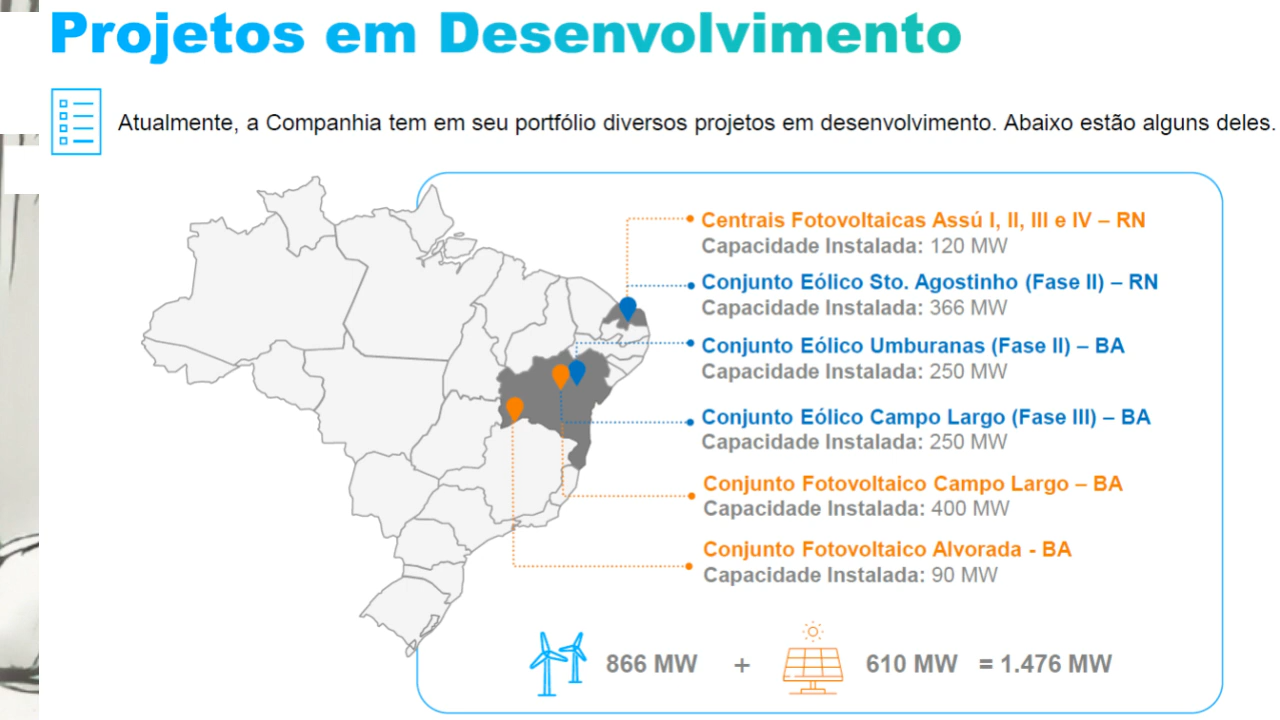 Projetos em Desenvolvimento
Atualmente, a Companhia tem em seu portfólio diversos projetos em desenvolvimento. Abaixo estão alguns deles.
Centrais Fotovoltaicas Assú I, II, III e IV – RN
Capacidade Instalada: 120 MW
Conjunto Eólico Sto. Agostinho (Fase II) – RN
Capacidade Instalada: 366 MW
Conjunto Eólico Umburanas (Fase II) – BA
Capacidade Instalada: 250 MW
Conjunto Eólico Campo Largo (Fase III) – BA
Capacidade Instalada: 250 MW
Conjunto Fotovoltaico Campo Largo – BA
Capacidade Instalada: 400 MW
Conjunto Fotovoltaico Alvorada - BA
Capacidade Instalada: 90 MW
866 MW + 610 MW = 1.476 MW